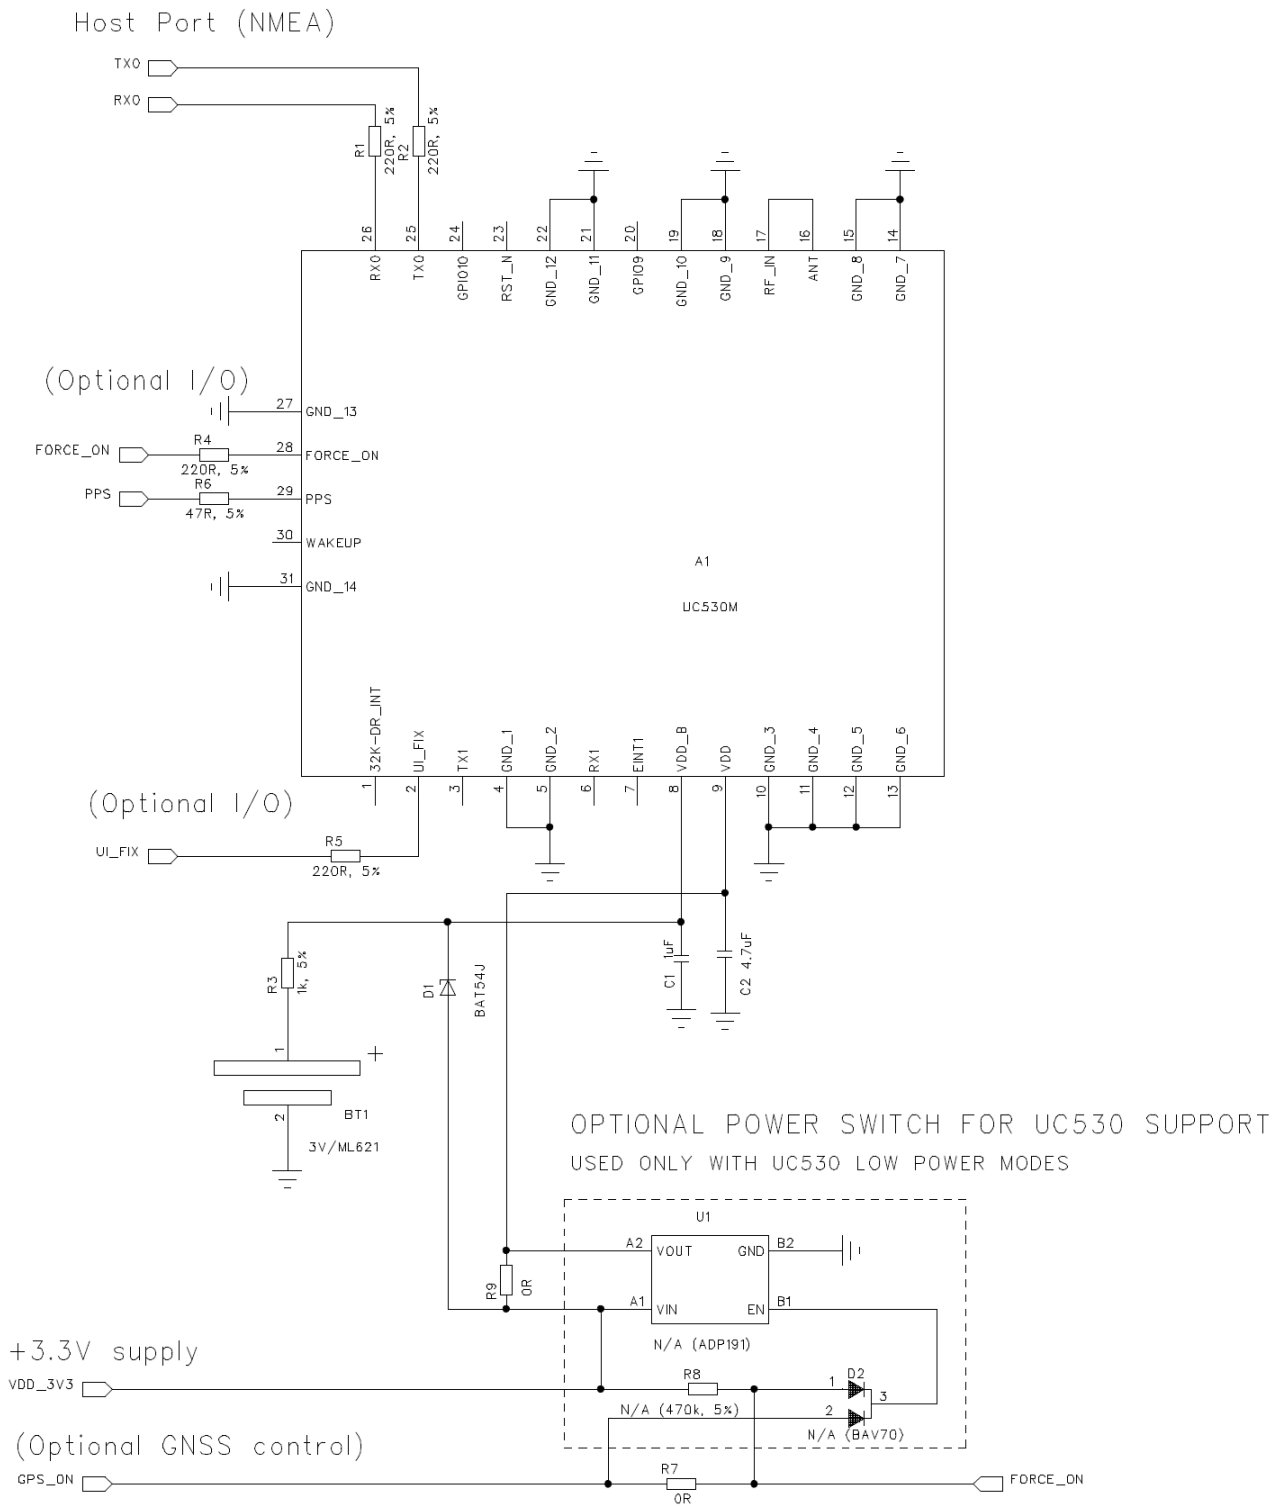 Host Port (NMEA)
TX0
RX0
R1
220R, 5%
R2
220R, 5%
26
25
24
23
22
21
20
19
18
17
16
15
14
RX0
TX0
GPIO10
RST_N
GND_12
GND_11
GPIO9
GND_10
GND_9
RF_IN
ANT
GND_8
GND_7
(Optional I/O)
27 GND_13
FORCE_ON R4 28 FORCE_ON
220R, 5%
PPS R6 29 PPS
47R, 5%
30 WAKEUP
31 GND_14
A1
UC530M
32K-DR_INT
UI_FIX
TX1
GND_1
GND_2
RX1
EINT1
VDD_B
VDD
GND_3
GND_4
GND_5
GND_6
1
2
3
4
5
6
7
8
9
10
11
12
13
(Optional I/O)
UI_FIX
R5
220R, 5%
R3
1k, 5%
D1
BAT54J
C1 1uF
C2 4.7uF
1
+
2
BT1
3V/ML621
OPTIONAL POWER SWITCH FOR UC530 SUPPORT
USED ONLY WITH UC530 LOW POWER MODES
U1
A2 VOUT GND B2
R9
0R
A1 VIN EN B1
N/A (ADP191)
+3.3V supply
VDD_3V3
R8
N/A (470k, 5%)
1 D2
2
3
N/A (BAV70)
(Optional GNSS control)
GPS_ON
R7
0R
FORCE_ON